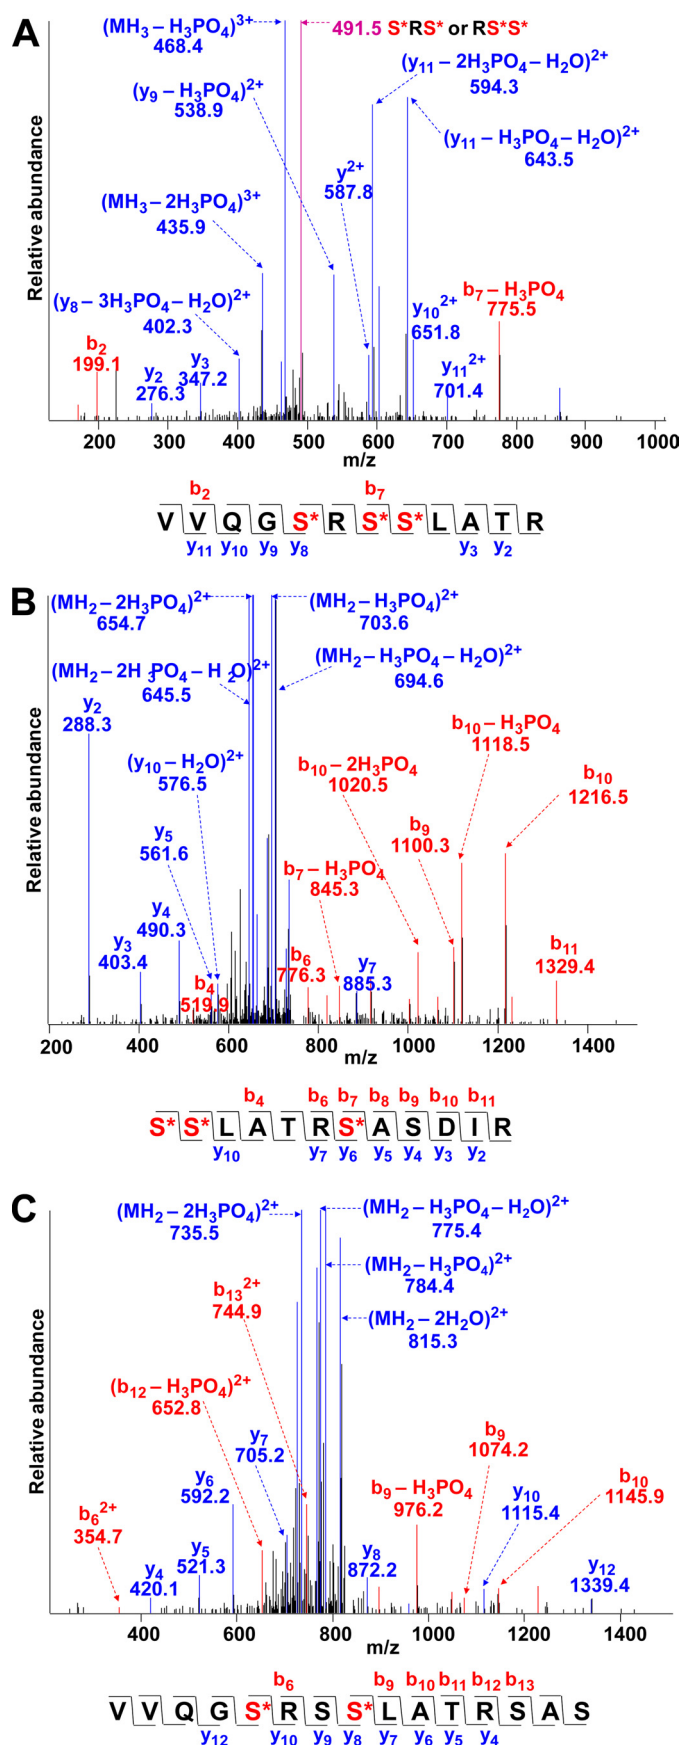 A
(MH₃ – H₃PO₄)³⁺
468.4
491.5 S*RS* or RS*S*
(y₁₁ – 2H₃PO₄ – H₂O)²⁺
594.3
(y₉ – H₃PO₄)²⁺
538.9
(y₁₁ – H₃PO₄ – H₂O)²⁺
643.5
y²⁺
587.8
(MH₃ – 2H₃PO₄)³⁺
435.9
(y₈ – 3H₃PO₄ – H₂O)²⁺
402.3
b₇ – H₃PO₄
775.5
y₁₀²⁺
651.8
b₂
199.1
y₂
276.3
y₃
347.2
y₁₁²⁺
701.4
Relative abundance
200 300 400 500 600 700 800 900 1000
m/z
b₂ b₇
V V Q G S* R S* S* L A T R
y₁₁ y₁₀ y₉ y₈ y₃ y₂
B
(MH₂ – 2H₃PO₄)²⁺
654.7
(MH₂ – H₃PO₄)²⁺
703.6
(MH₂ – 2H₃PO₄ – H₂O)²⁺
645.5
(MH₂ – H₃PO₄ – H₂O)²⁺
694.6
y₂
288.3
(y₁₀ – H₂O)²⁺
576.5
b₁₀ – H₃PO₄
1118.5
b₁₀ – 2H₃PO₄
1020.5
b₁₀
1216.5
y₅
561.6
b₉
1100.3
b₇ – H₃PO₄
845.3
y₄
490.3
y₃
403.4
b₄
519.9
b₆
776.3
y₇
885.3
b₁₁
1329.4
Relative abundance
200 400 600 800 1000 1200 1400
m/z
b₄ b₆ b₇ b₈ b₉ b₁₀ b₁₁
S* S* L A T R S* A S D I R
y₁₀ y₇ y₆ y₅ y₄ y₃ y₂
C
(MH₂ – 2H₃PO₄)²⁺
735.5
(MH₂ – H₃PO₄ – H₂O)²⁺
775.4
(MH₂ – H₃PO₄)²⁺
784.4
b₁₃²⁺
744.9
(MH₂ – 2H₂O)²⁺
815.3
(b₁₂ – H₃PO₄)²⁺
652.8
y₇
705.2
b₉
1074.2
y₆
592.2
b₉ – H₃PO₄
976.2
b₁₀
1145.9
y₁₀
1115.4
b₆²⁺
354.7
y₄
420.1
y₅
521.3
y₈
872.2
y₁₂
1339.4
Relative abundance
400 600 800 1000 1200 1400
m/z
b₆ b₉ b₁₀ b₁₁ b₁₂ b₁₃
V V Q G S* R S S* L A T R S A S
y₁₂ y₁₀ y₉ y₈ y₇ y₆ y₅ y₄